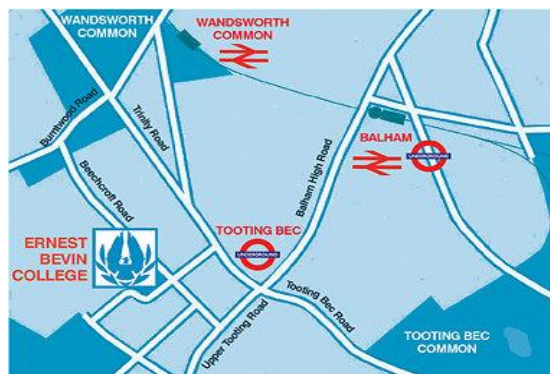 WANDSWORTH
COMMON
WANDSWORTH
COMMON
Burntwood Road
Trinity Road
Beechcroft Road
Balham High Road
BALHAM
UNDERGROUND
ERNEST
BEVIN
COLLEGE
TOOTING BEC
UNDERGROUND
Upper Tooting Road
Tooting Bec Road
TOOTING BEC
COMMON